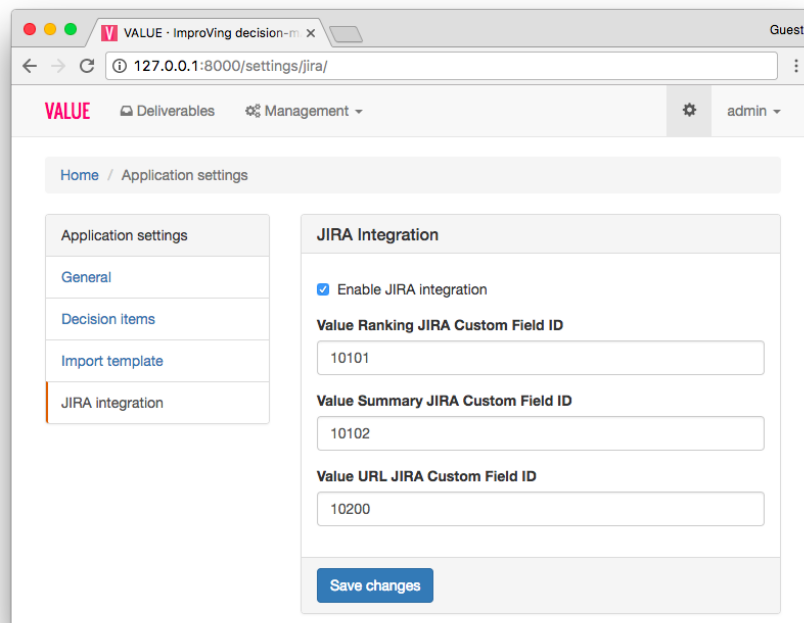 VALUE · ImproVing decision-m
Guest
127.0.0.1:8000/settings/jira/
VALUE Deliverables Management admin
Home / Application settings
Application settings
General
Decision items
Import template
JIRA integration
JIRA Integration
Enable JIRA integration
Value Ranking JIRA Custom Field ID
10101
Value Summary JIRA Custom Field ID
10102
Value URL JIRA Custom Field ID
10200
Save changes